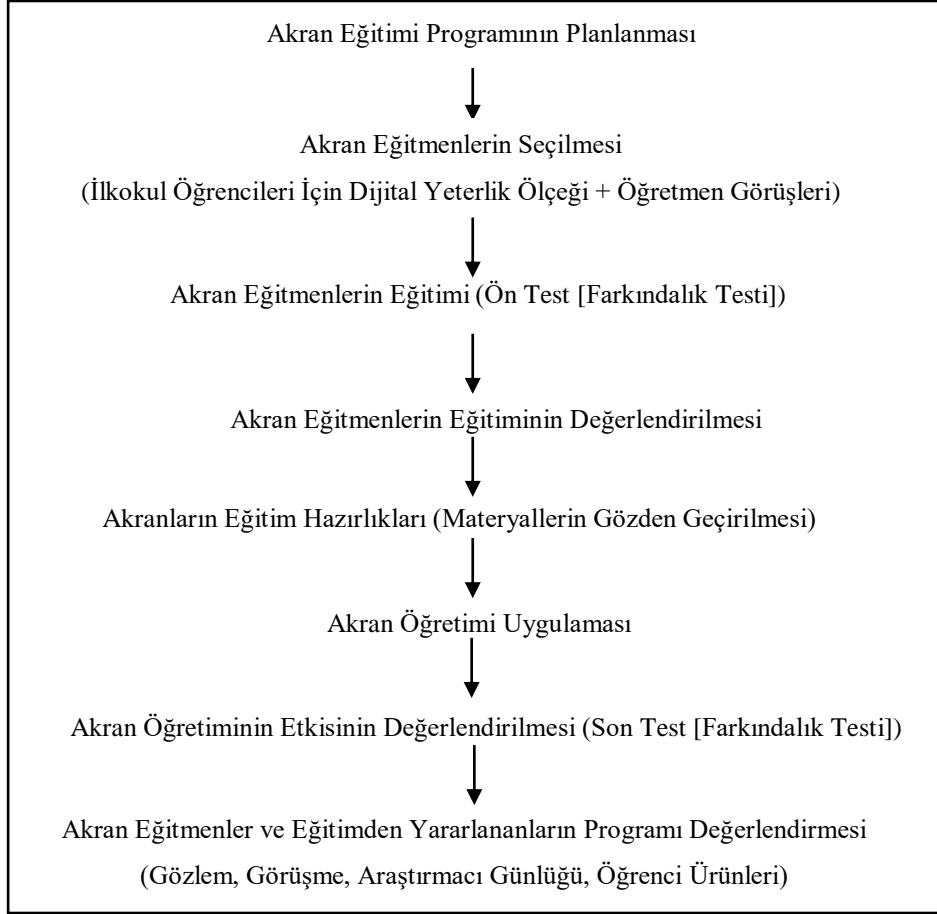 Akran Eğitimi Programının Planlanması
Akran Eğitmenlerin Seçilmesi
(İlkokul Öğrencileri İçin Dijital Yeterlik Ölçeği + Öğretmen Görüşleri)
Akran Eğitmenlerin Eğitimi (Ön Test [Farkındalık Testi])
Akran Eğitmenlerin Eğitiminin Değerlendirilmesi
Akranların Eğitim Hazırlıkları (Materyallerin Gözden Geçirilmesi)
Akran Öğretimi Uygulaması
Akran Öğretiminin Etkisinin Değerlendirilmesi (Son Test [Farkındalık Testi])
Akran Eğitmenler ve Eğitimden Yararlananların Programı Değerlendirmesi
(Gözlem, Görüşme, Araştırmacı Günlüğü, Öğrenci Ürünleri)